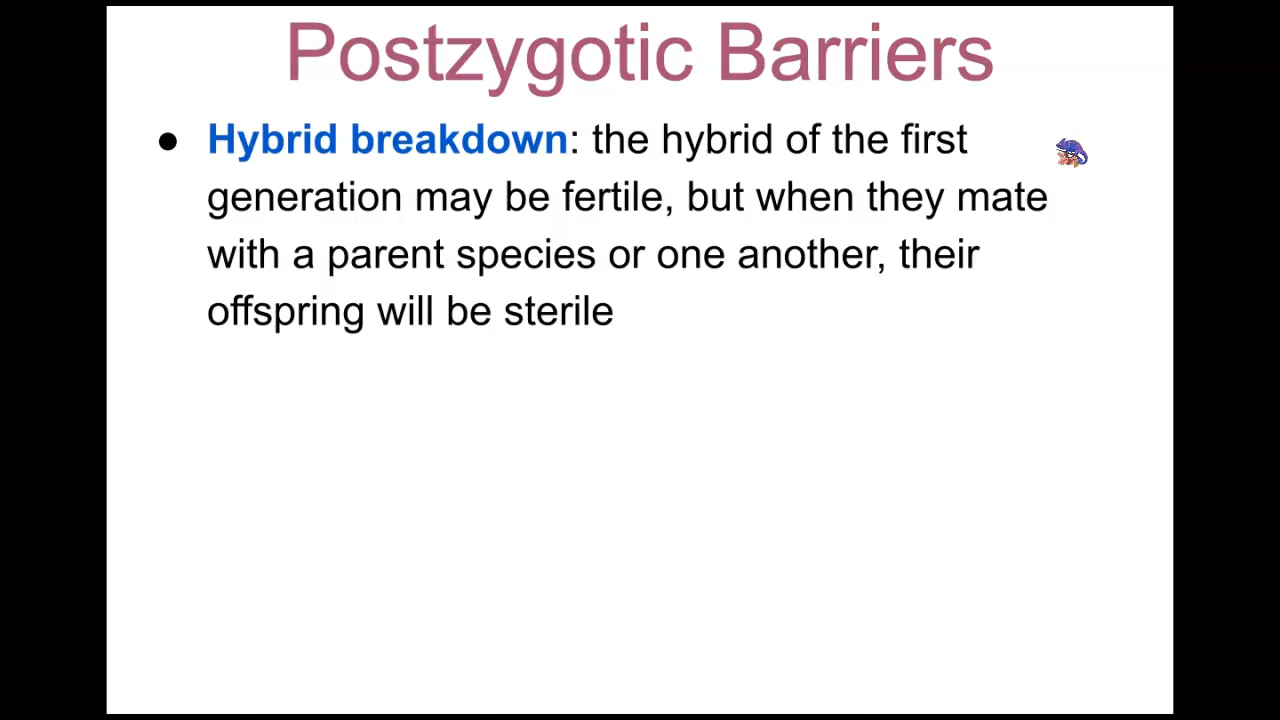 Postzygotic Barriers
● Hybrid breakdown: the hybrid of the first
generation may be fertile, but when they mate
with a parent species or one another, their
offspring will be sterile